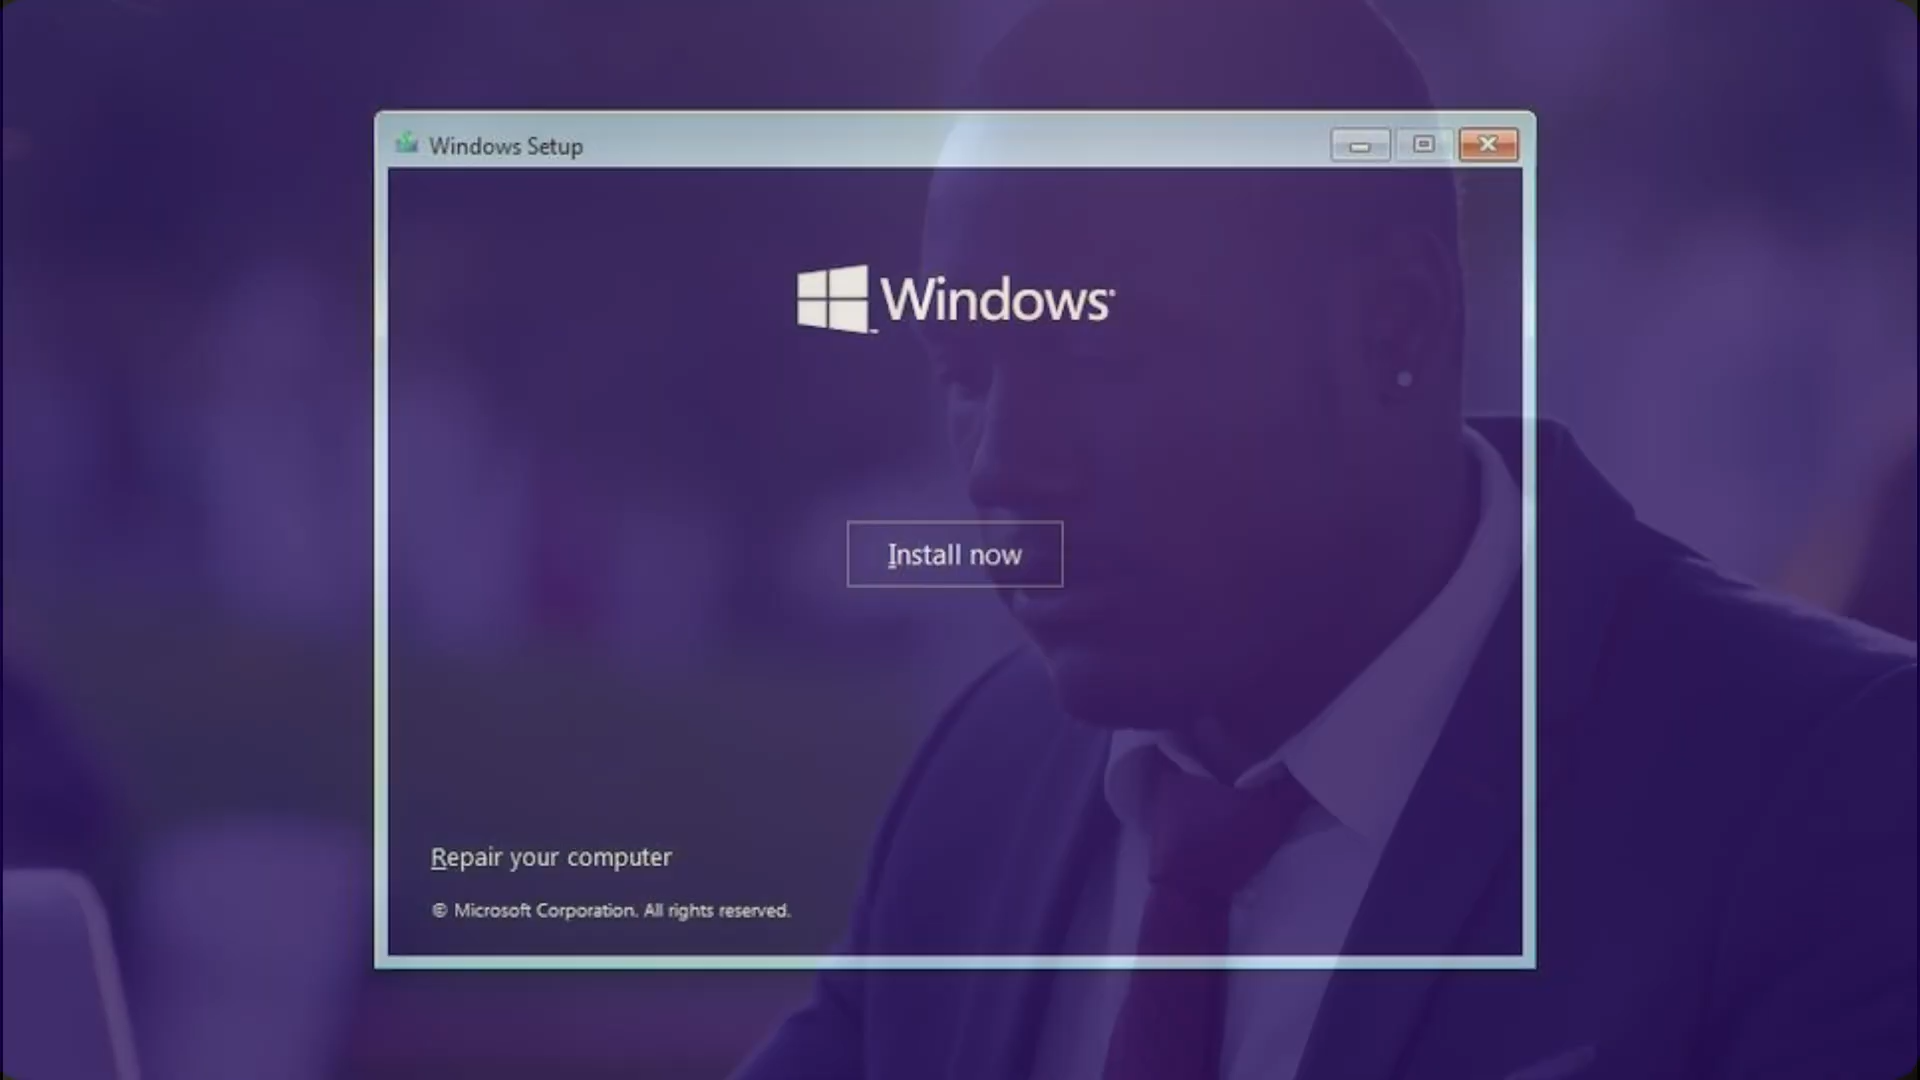 Windows Setup
Windows
Install now
Repair your computer
© Microsoft Corporation. All rights reserved.